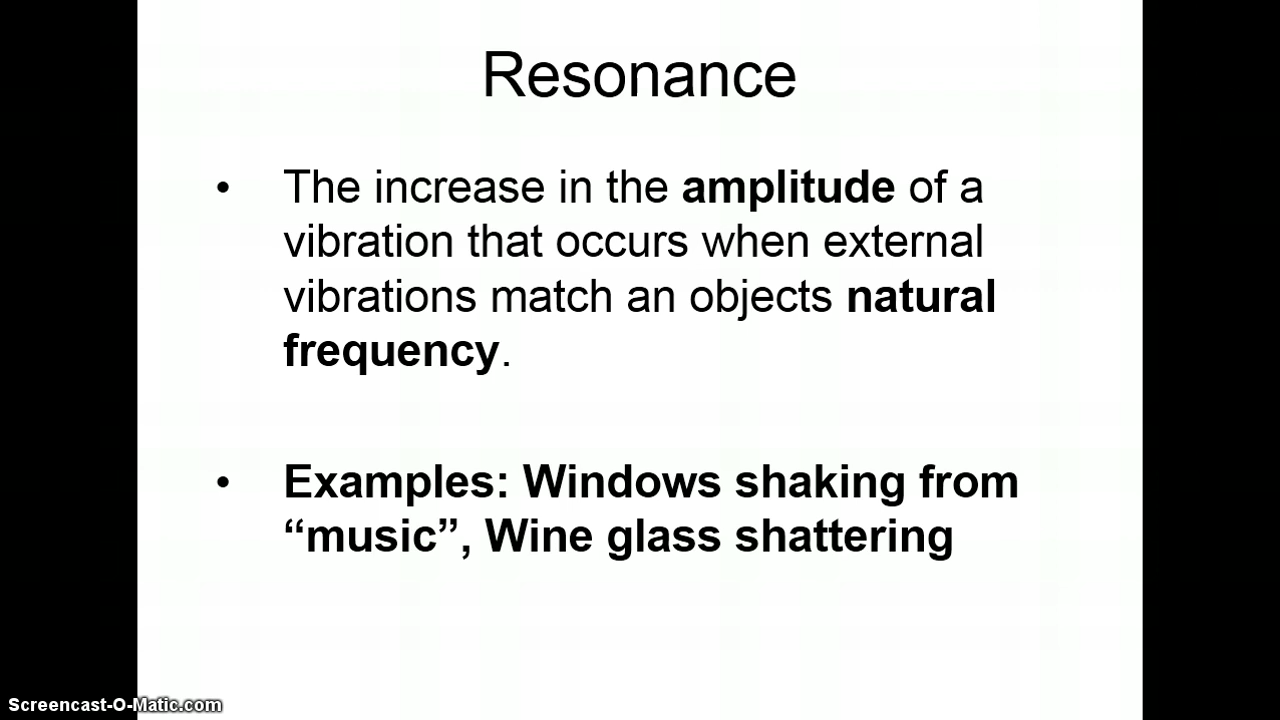 Resonance
• The increase in the amplitude of a
vibration that occurs when external
vibrations match an objects natural
frequency.
• Examples: Windows shaking from
“music”, Wine glass shattering
Screencast-O-Matic.com